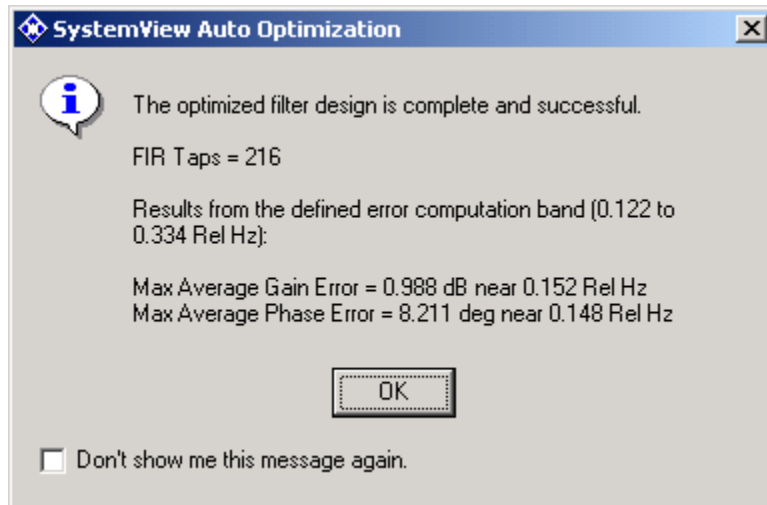 SystemView Auto Optimization
The optimized filter design is complete and successful.
FIR Taps = 216
Results from the defined error computation band (0.122 to
0.334 Rel Hz):
Max Average Gain Error = 0.988 dB near 0.152 Rel Hz
Max Average Phase Error = 8.211 deg near 0.148 Rel Hz
OK
Don't show me this message again.